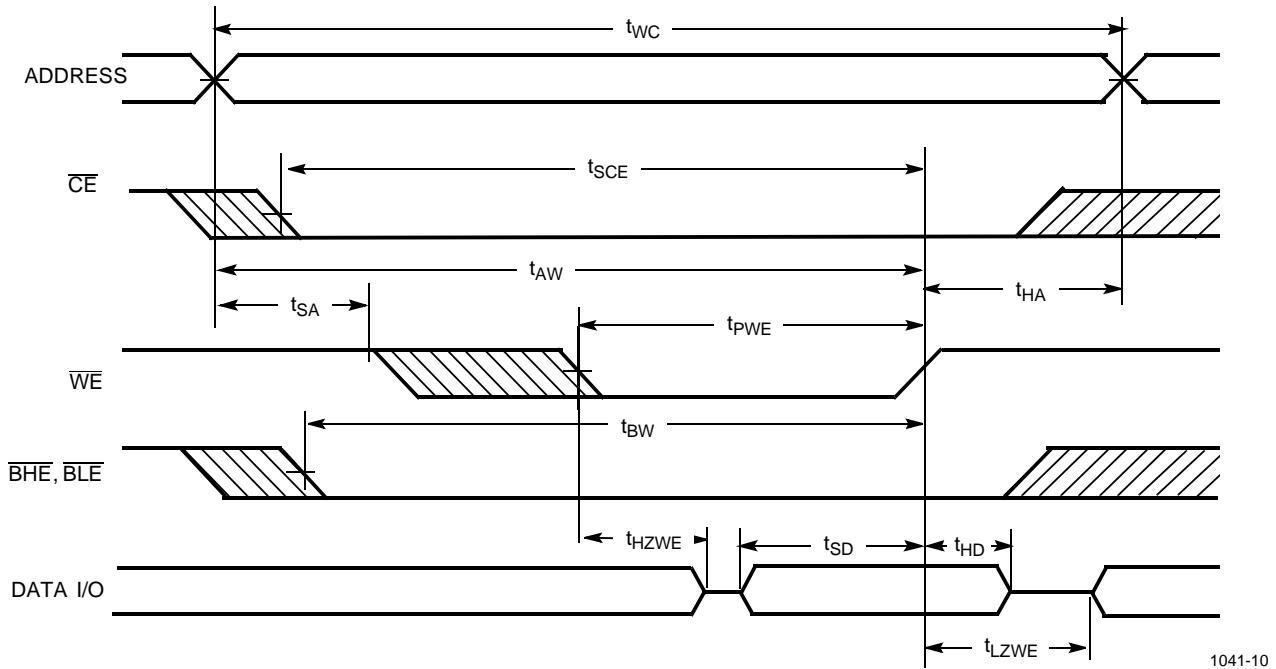 tWC
ADDRESS
tSCE
CE
tAW
tSA
tHA
tPWE
WE
tBW
BHE, BLE
tHZWE
tSD
tHD
DATA I/O
tLZWE
1041-10